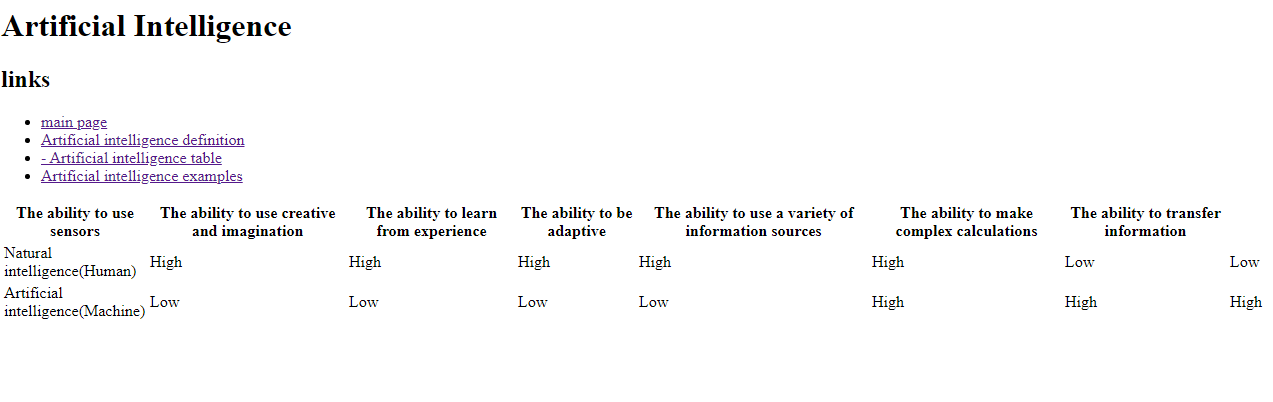 Artificial Intelligence
links
main page
Artificial intelligence definition
- Artificial intelligence table
Artificial intelligence examples
The ability to use sensors The ability to use creative and imagination The ability to learn from experience The ability to be adaptive The ability to use a variety of information sources The ability to make complex calculations The ability to transfer information
Natural intelligence(Human) High High High High High Low Low
Artificial intelligence(Machine) Low Low Low Low High High High